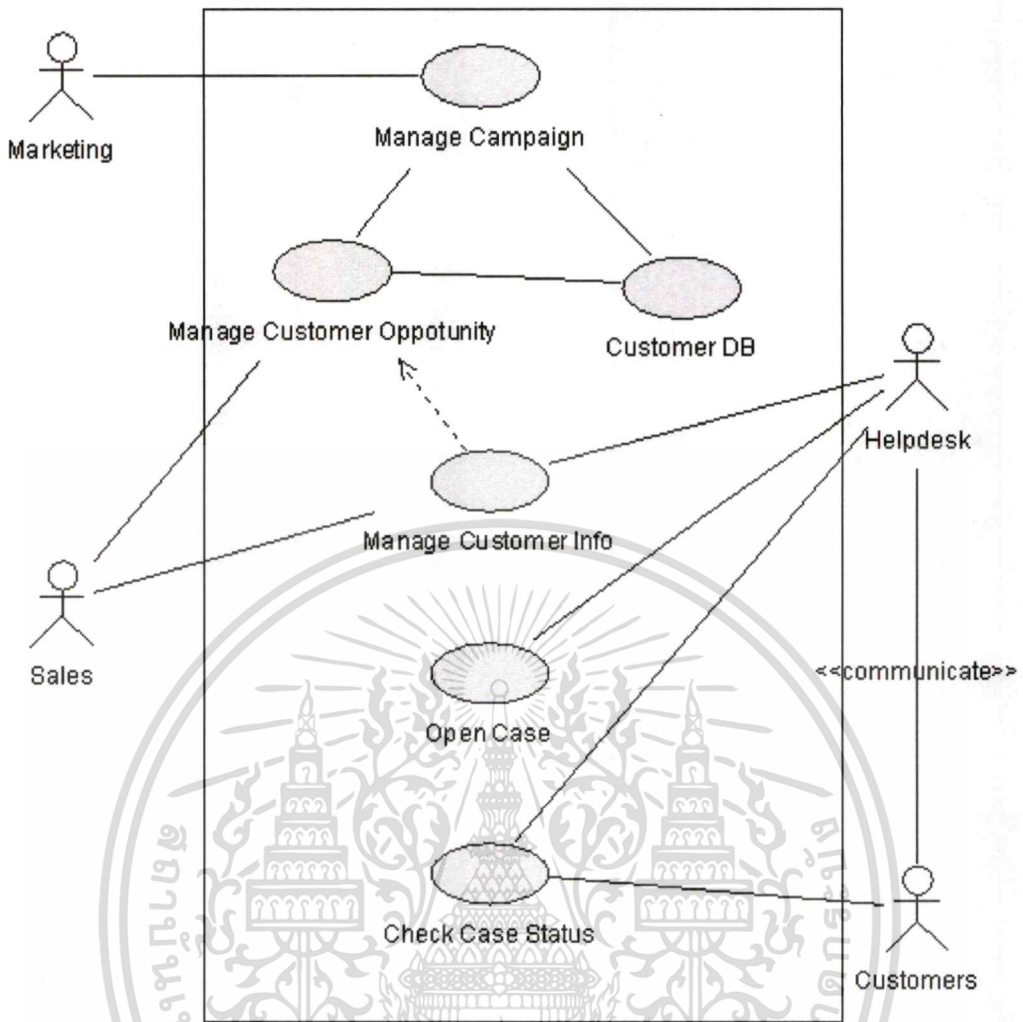 Marketing
Manage Campaign
Manage Customer Oppotunity
Customer DB
Helpdesk
Manage Customer Info
Sales
<<communicate>>
Open Case
Check Case Status
Customers